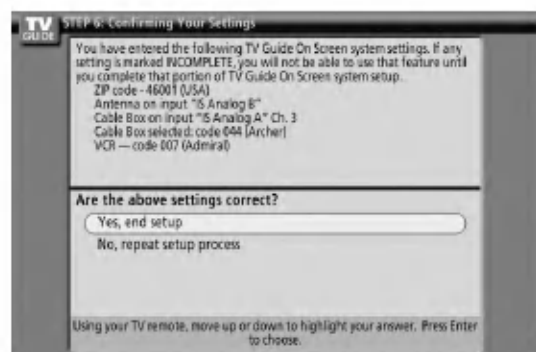 TV
GUIDE
STEP 6: Confirming Your Settings
You have entered the following TV Guide On Screen system settings. If any
setting is marked INCOMPLETE, you will not be able to use that feature until
you complete that portion of TV Guide On Screen system setup.
ZIP code - 46001 (USA)
Antenna on input "IS Analog B"
Cable Box on input "IS Analog A" Ch. 3
Cable Box selected: code 044 (Archer)
VCR — code 007 (Admiral)
Are the above settings correct?
Yes, end setup
No, repeat setup process
Using your TV remote, move up or down to highlight your answer. Press Enter
to choose.